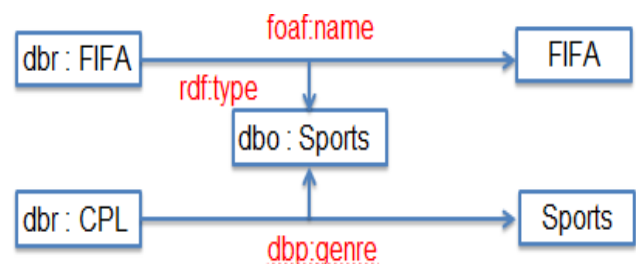 foaf:name
dbr : FIFA
FIFA
rdf:type
dbo : Sports
dbr : CPL
Sports
dbp:genre